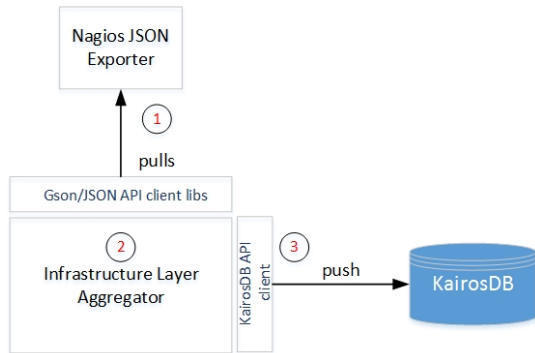 Nagios JSON
Exporter
1
pulls
Gson/JSON API client libs
2
Infrastructure Layer
Aggregator
KairosDB API
client
3
push
KairosDB